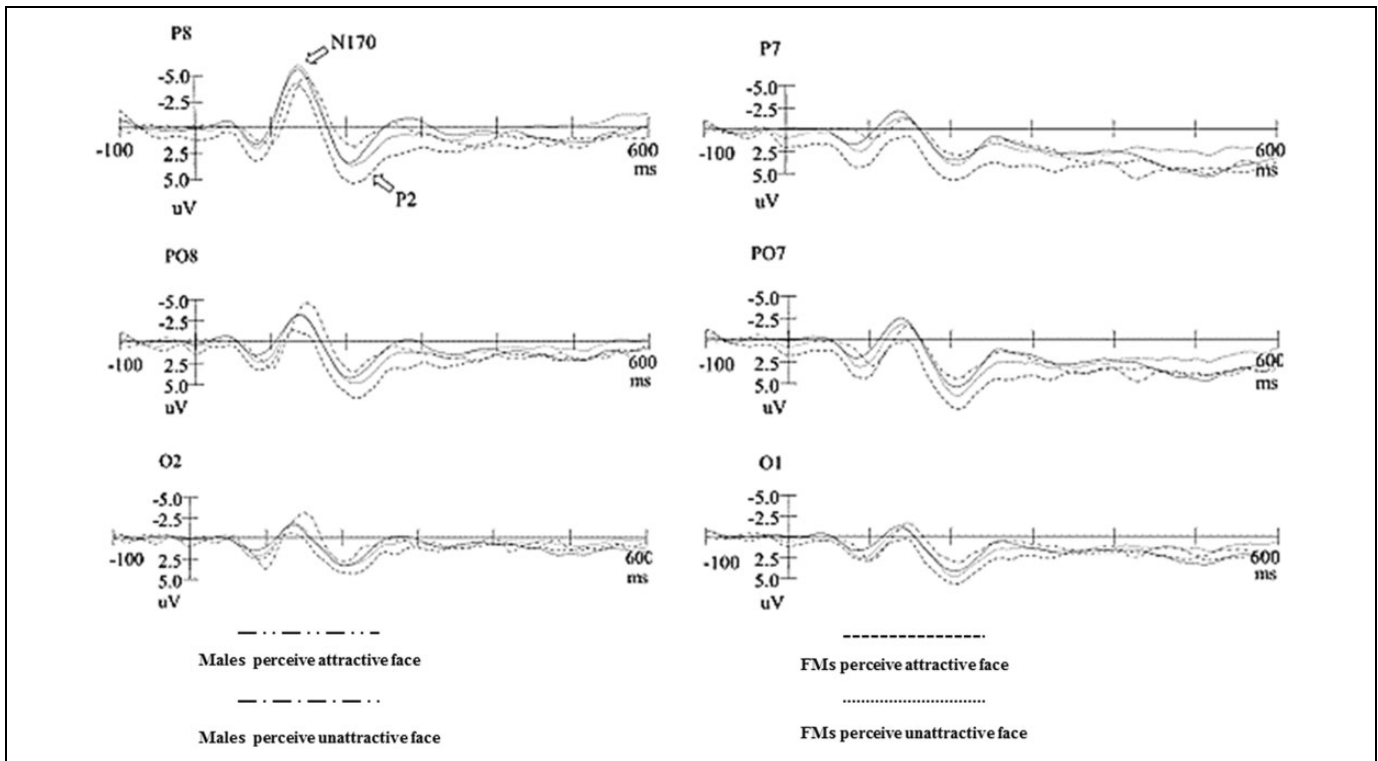 P8
N170
-5.0
-2.5
-100
600
2.5
ms
5.0
P2
uV
P7
-5.0
-2.5
-100
600
2.5
ms
5.0
uV
PO8
-5.0
-2.5
-100
600
2.5
ms
5.0
uV
PO7
-5.0
-2.5
-100
600
2.5
ms
5.0
uV
O2
-5.0
-2.5
-100
600
2.5
ms
5.0
uV
O1
-5.0
-2.5
-100
600
2.5
ms
5.0
uV
Males perceive attractive face
FMs perceive attractive face
Males perceive unattractive face
FMs perceive unattractive face